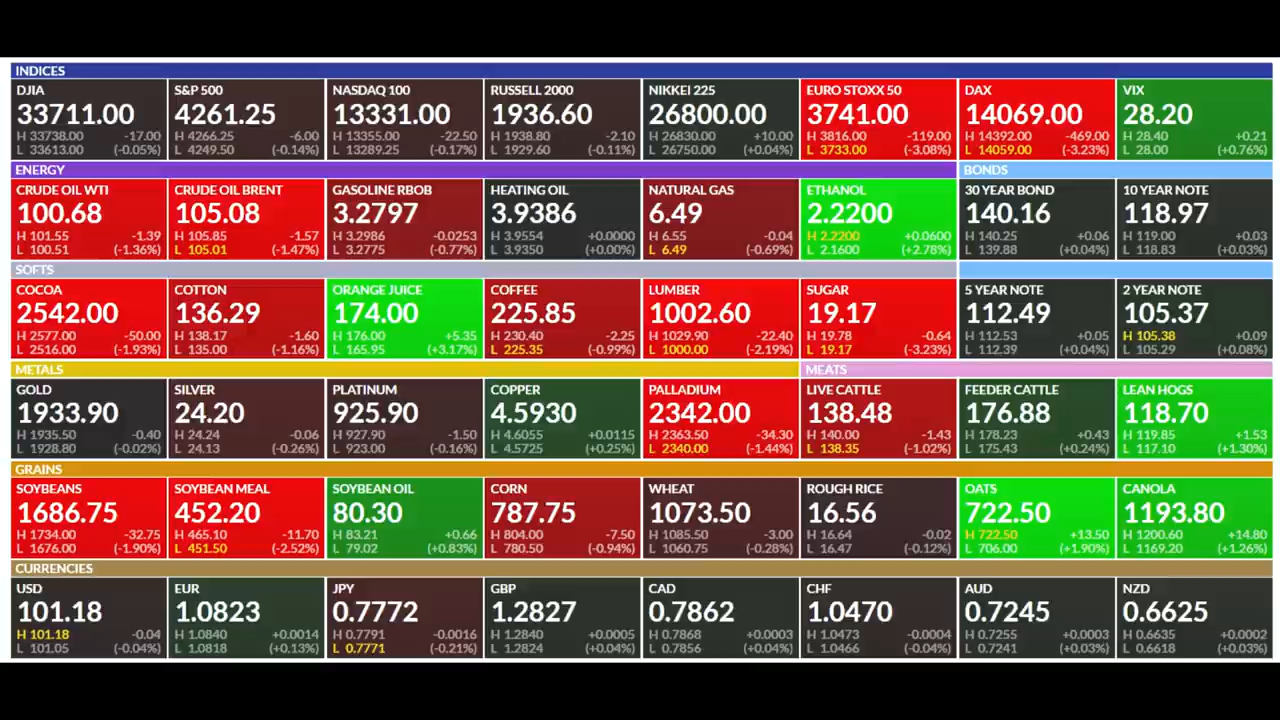 INDICES
DJIA S&P 500 NASDAQ 100 RUSSELL 2000 NIKKEI 225 EURO STOXX 50 DAX VIX
33711.00 4261.25 13331.00 1936.60 26800.00 3741.00 14069.00 28.20
H 33738.00 -17.00 H 4266.25 -6.00 H 13355.00 -22.50 H 1938.80 -2.10 H 26830.00 +10.00 H 3816.00 -119.00 H 14392.00 -469.00 H 28.40 +0.21
L 33613.00 (-0.05%) L 4249.50 (-0.14%) L 13289.25 (-0.17%) L 1929.60 (-0.11%) L 26750.00 (+0.04%) L 3733.00 (-3.08%) L 14059.00 (-3.23%) L 28.00 (+0.76%)
ENERGY BONDS
CRUDE OIL WTI CRUDE OIL BRENT GASOLINE RBOB HEATING OIL NATURAL GAS ETHANOL 30 YEAR BOND 10 YEAR NOTE
100.68 105.08 3.2797 3.9386 6.49 2.2200 140.16 118.97
H 101.55 -1.39 H 105.85 -1.57 H 3.2986 -0.0253 H 3.9554 +0.0000 H 6.55 -0.04 H 2.2200 +0.0600 H 140.25 +0.06 H 119.00 +0.03
L 100.51 (-1.36%) L 105.01 (-1.47%) L 3.2775 (-0.77%) L 3.9350 (+0.00%) L 6.49 (-0.69%) L 2.1600 (+2.78%) L 139.88 (+0.04%) L 118.83 (+0.03%)
SOFTS
COCOA COTTON ORANGE JUICE COFFEE LUMBER SUGAR 5 YEAR NOTE 2 YEAR NOTE
2542.00 136.29 174.00 225.85 1002.60 19.17 112.49 105.37
H 2577.00 -50.00 H 138.17 -1.60 H 176.00 +5.35 H 230.40 -2.25 H 1029.90 -22.40 H 19.78 -0.64 H 112.53 +0.05 H 105.38 +0.09
L 2516.00 (-1.93%) L 135.00 (-1.16%) L 165.95 (+3.17%) L 225.35 (-0.99%) L 1000.00 (-2.19%) L 19.17 (-3.23%) L 112.39 (+0.04%) L 105.29 (+0.08%)
METALS MEATS
GOLD SILVER PLATINUM COPPER PALLADIUM LIVE CATTLE FEEDER CATTLE LEAN HOGS
1933.90 24.20 925.90 4.5930 2342.00 138.48 176.88 118.70
H 1935.50 -0.40 H 24.24 -0.06 H 927.90 -1.50 H 4.6055 +0.0115 H 2363.50 -34.30 H 140.00 -1.43 H 178.23 +0.43 H 119.85 +1.53
L 1928.80 (-0.02%) L 24.13 (-0.26%) L 923.00 (-0.16%) L 4.5725 (+0.25%) L 2340.00 (-1.44%) L 138.35 (-1.02%) L 175.43 (+0.24%) L 117.10 (+1.30%)
GRAINS
SOYBEANS SOYBEAN MEAL SOYBEAN OIL CORN WHEAT ROUGH RICE OATS CANOLA
1686.75 452.20 80.30 787.75 1073.50 16.56 722.50 1193.80
H 1734.00 -32.75 H 465.10 -11.70 H 83.21 +0.66 H 804.00 -7.50 H 1085.50 -3.00 H 16.64 -0.02 H 722.50 +13.50 H 1200.60 +14.80
L 1676.00 (-1.90%) L 451.50 (-2.52%) L 79.02 (+0.83%) L 780.50 (-0.94%) L 1060.75 (-0.28%) L 16.47 (-0.12%) L 706.00 (+1.90%) L 1169.20 (+1.26%)
CURRENCIES
USD EUR JPY GBP CAD CHF AUD NZD
101.18 1.0823 0.7772 1.2827 0.7862 1.0470 0.7245 0.6625
H 101.18 -0.04 H 1.0840 +0.0014 H 0.7791 -0.0016 H 1.2840 +0.0005 H 0.7868 +0.0003 H 1.0473 -0.0004 H 0.7255 +0.0003 H 0.6635 +0.0002
L 101.05 (-0.04%) L 1.0818 (+0.13%) L 0.7771 (-0.21%) L 1.2824 (+0.04%) L 0.7856 (+0.04%) L 1.0466 (-0.04%) L 0.7241 (+0.03%) L 0.6618 (+0.03%)